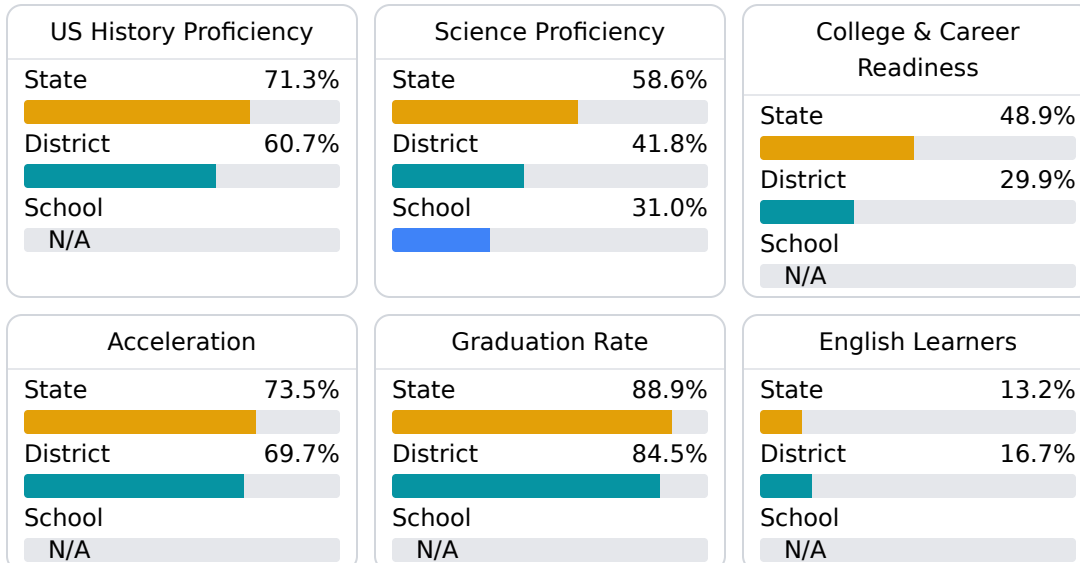 US History Proficiency
State 71.3%
District 60.7%
School
N/A
Science Proficiency
State 58.6%
District 41.8%
School 31.0%
College & Career
Readiness
State 48.9%
District 29.9%
School
N/A
Acceleration
State 73.5%
District 69.7%
School
N/A
Graduation Rate
State 88.9%
District 84.5%
School
N/A
English Learners
State 13.2%
District 16.7%
School
N/A